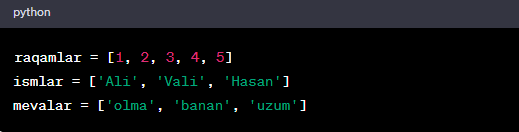 python
raqamlar = [1, 2, 3, 4, 5]
ismlar = ['Ali', 'Vali', 'Hasan']
mevalar = ['olma', 'banan', 'uzum']